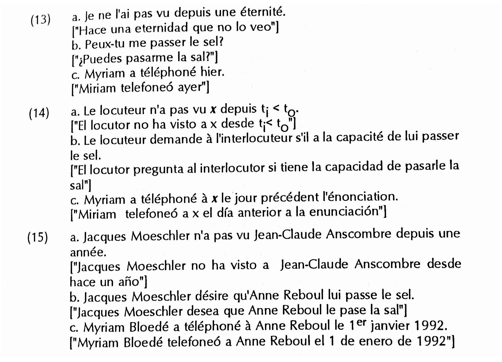 (13) a. Je ne l'ai pas vu depuis une éternité.
["Hace una eternidad que no lo veo"]
b. Peux-tu me passer le sel?
["¿Puedes pasarme la sal?"]
c. Myriam a téléphoné hier.
["Miriam telefoneó ayer"]
(14) a. Le locuteur n'a pas vu x depuis ti < to.
["El locutor no ha visto a x desde ti< to"]
b. Le locuteur demande à l'interlocuteur s'il a la capacité de lui passer
le sel.
["El locutor pregunta al interlocutor si tiene la capacidad de pasarle la
sal"]
c. Myriam a téléphoné à x le jour précédent l'énonciation.
["Miriam telefoneó a x el día anterior a la enunciación"]
(15) a. Jacques Moeschler n'a pas vu Jean-Claude Anscombre depuis une
année.
["Jacques Moeschler no ha visto a Jean-Claude Anscombre desde
hace un año"]
b. Jacques Moeschler désire qu'Anne Reboul lui passe le sel.
["Jacques Moeschler desea que Anne Reboul le pase la sal"]
c. Myriam Bloedé a téléphoné à Anne Reboul le 1er janvier 1992.
["Myriam Bloedé telefoneó a Anne Reboul el 1 de enero de 1992"]